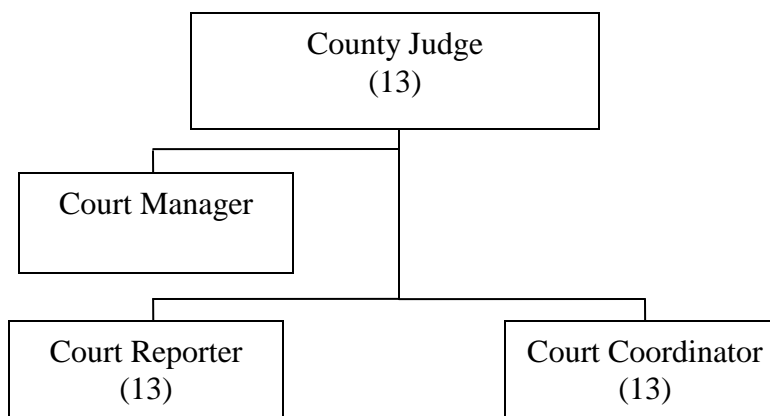 County Judge
(13)
Court Manager
Court Reporter
(13)
Court Coordinator
(13)